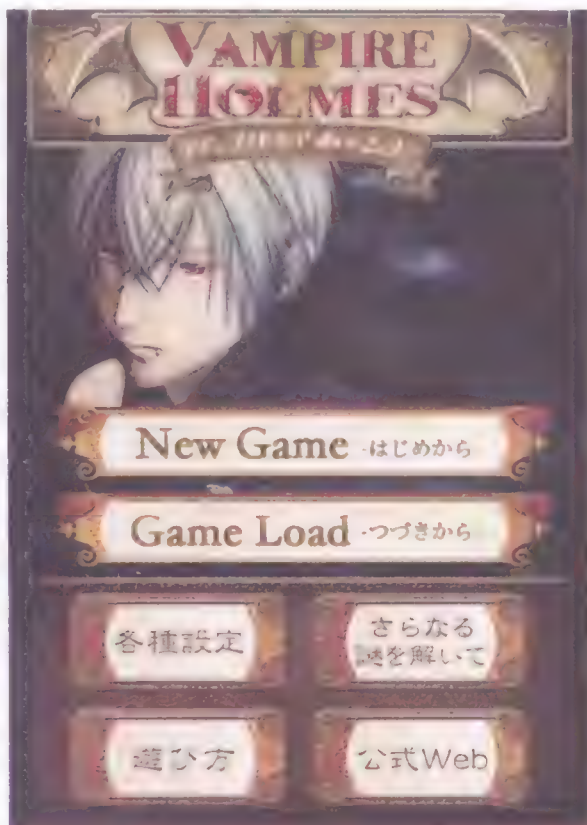 VAMPIRE
HOLMES
New Game -はじめから
Game Load -つづきから
各種設定
さらなる
謎を解いて
遊び方
公式Web